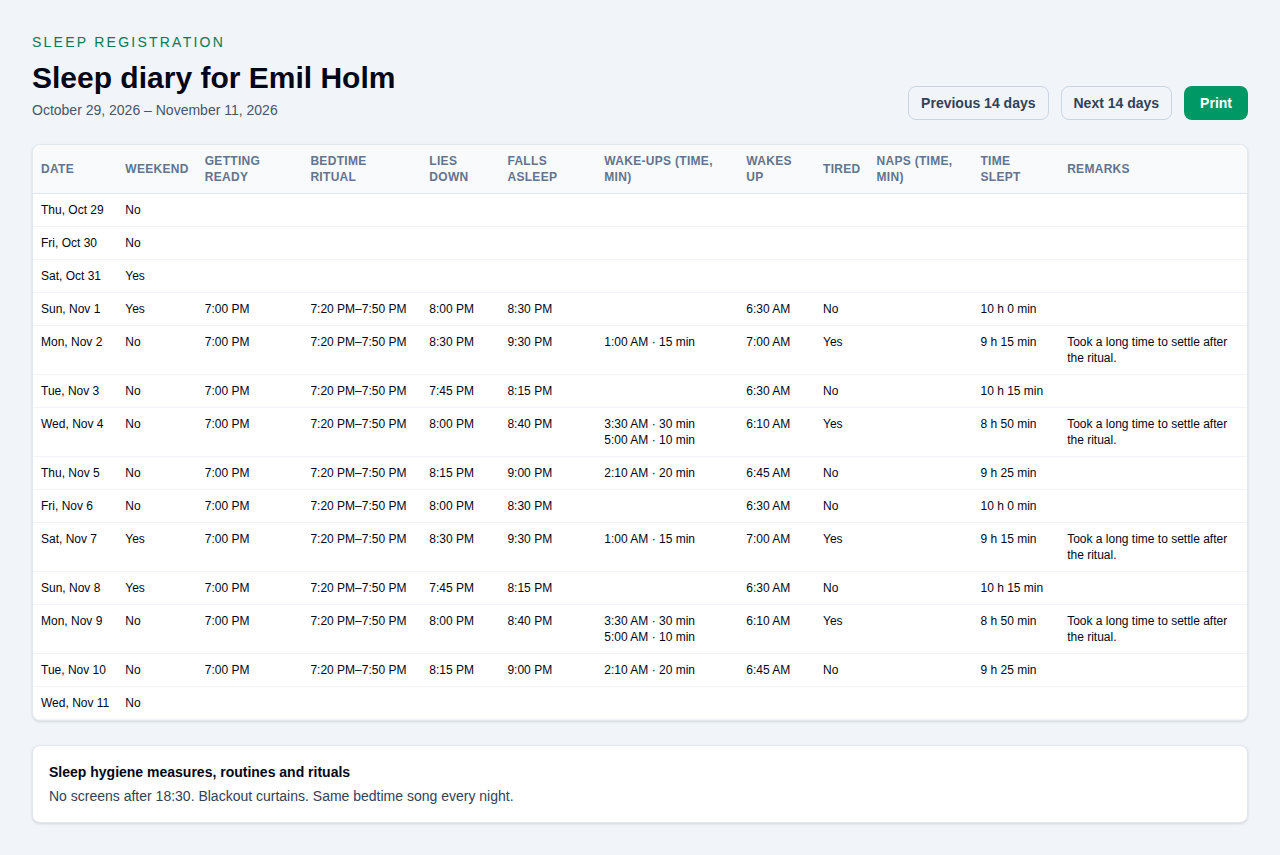 SLEEP REGISTRATION
Sleep diary for Emil Holm
October 29, 2026 – November 11, 2026
Previous 14 days Next 14 days Print
DATE WEEKEND GETTING READY BEDTIME RITUAL LIES DOWN FALLS ASLEEP WAKE-UPS (TIME, MIN) WAKES UP TIRED NAPS (TIME, MIN) TIME SLEPT REMARKS
Thu, Oct 29 No
Fri, Oct 30 No
Sat, Oct 31 Yes
Sun, Nov 1 Yes 7:00 PM 7:20 PM–7:50 PM 8:00 PM 8:30 PM 6:30 AM No 10 h 0 min
Mon, Nov 2 No 7:00 PM 7:20 PM–7:50 PM 8:30 PM 9:30 PM 1:00 AM · 15 min 7:00 AM Yes 9 h 15 min Took a long time to settle after
the ritual.
Tue, Nov 3 No 7:00 PM 7:20 PM–7:50 PM 7:45 PM 8:15 PM 6:30 AM No 10 h 15 min
Wed, Nov 4 No 7:00 PM 7:20 PM–7:50 PM 8:00 PM 8:40 PM 3:30 AM · 30 min 6:10 AM Yes 8 h 50 min Took a long time to settle after
5:00 AM · 10 min the ritual.
Thu, Nov 5 No 7:00 PM 7:20 PM–7:50 PM 8:15 PM 9:00 PM 2:10 AM · 20 min 6:45 AM No 9 h 25 min
Fri, Nov 6 No 7:00 PM 7:20 PM–7:50 PM 8:00 PM 8:30 PM 6:30 AM No 10 h 0 min
Sat, Nov 7 Yes 7:00 PM 7:20 PM–7:50 PM 8:30 PM 9:30 PM 1:00 AM · 15 min 7:00 AM Yes 9 h 15 min Took a long time to settle after
the ritual.
Sun, Nov 8 Yes 7:00 PM 7:20 PM–7:50 PM 7:45 PM 8:15 PM 6:30 AM No 10 h 15 min
Mon, Nov 9 No 7:00 PM 7:20 PM–7:50 PM 8:00 PM 8:40 PM 3:30 AM · 30 min 6:10 AM Yes 8 h 50 min Took a long time to settle after
5:00 AM · 10 min the ritual.
Tue, Nov 10 No 7:00 PM 7:20 PM–7:50 PM 8:15 PM 9:00 PM 2:10 AM · 20 min 6:45 AM No 9 h 25 min
Wed, Nov 11 No
Sleep hygiene measures, routines and rituals
No screens after 18:30. Blackout curtains. Same bedtime song every night.